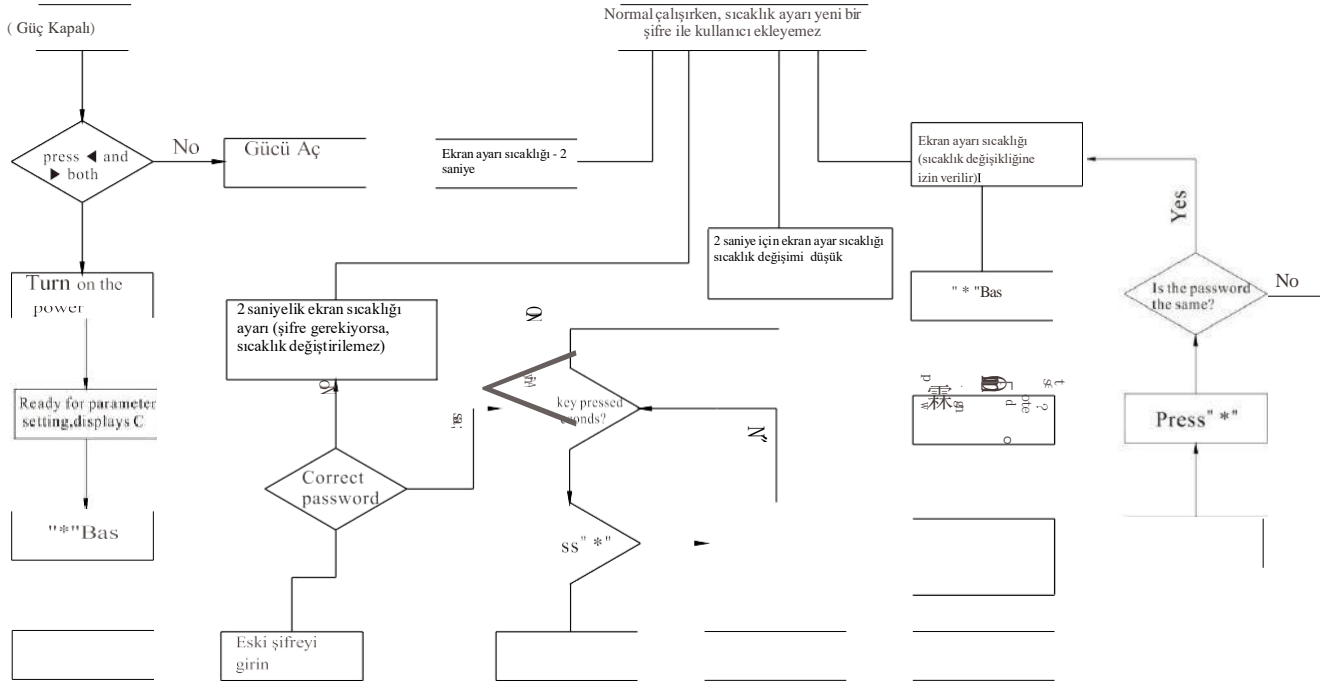 ( Güç Kapalı)
Normal çalışırken, sıcaklık ayarı yeni bir
şifre ile kullanıcı ekleyemez
press ◀ and
▶ both
No
Gücü Aç
Ekran ayarı sıcaklığı - 2
saniye
Ekran ayarı sıcaklığı
(sıcaklık değişikliğine
izin verilir)I
Yes
2 saniye için ekran ayar sıcaklığı
sıcaklık değişimi düşük
Turn on the
power
2 saniyelik ekran sıcaklığı
ayarı (şifre gerekiyorsa,
sıcaklık değiştirilemez)
" * "Bas
Is the password
the same?
No
Ready for parameter
setting,displays C
key pressed
onds?
Press" *"
Correct
password
"*"Bas
ss" *"
Eski şifreyi
girin